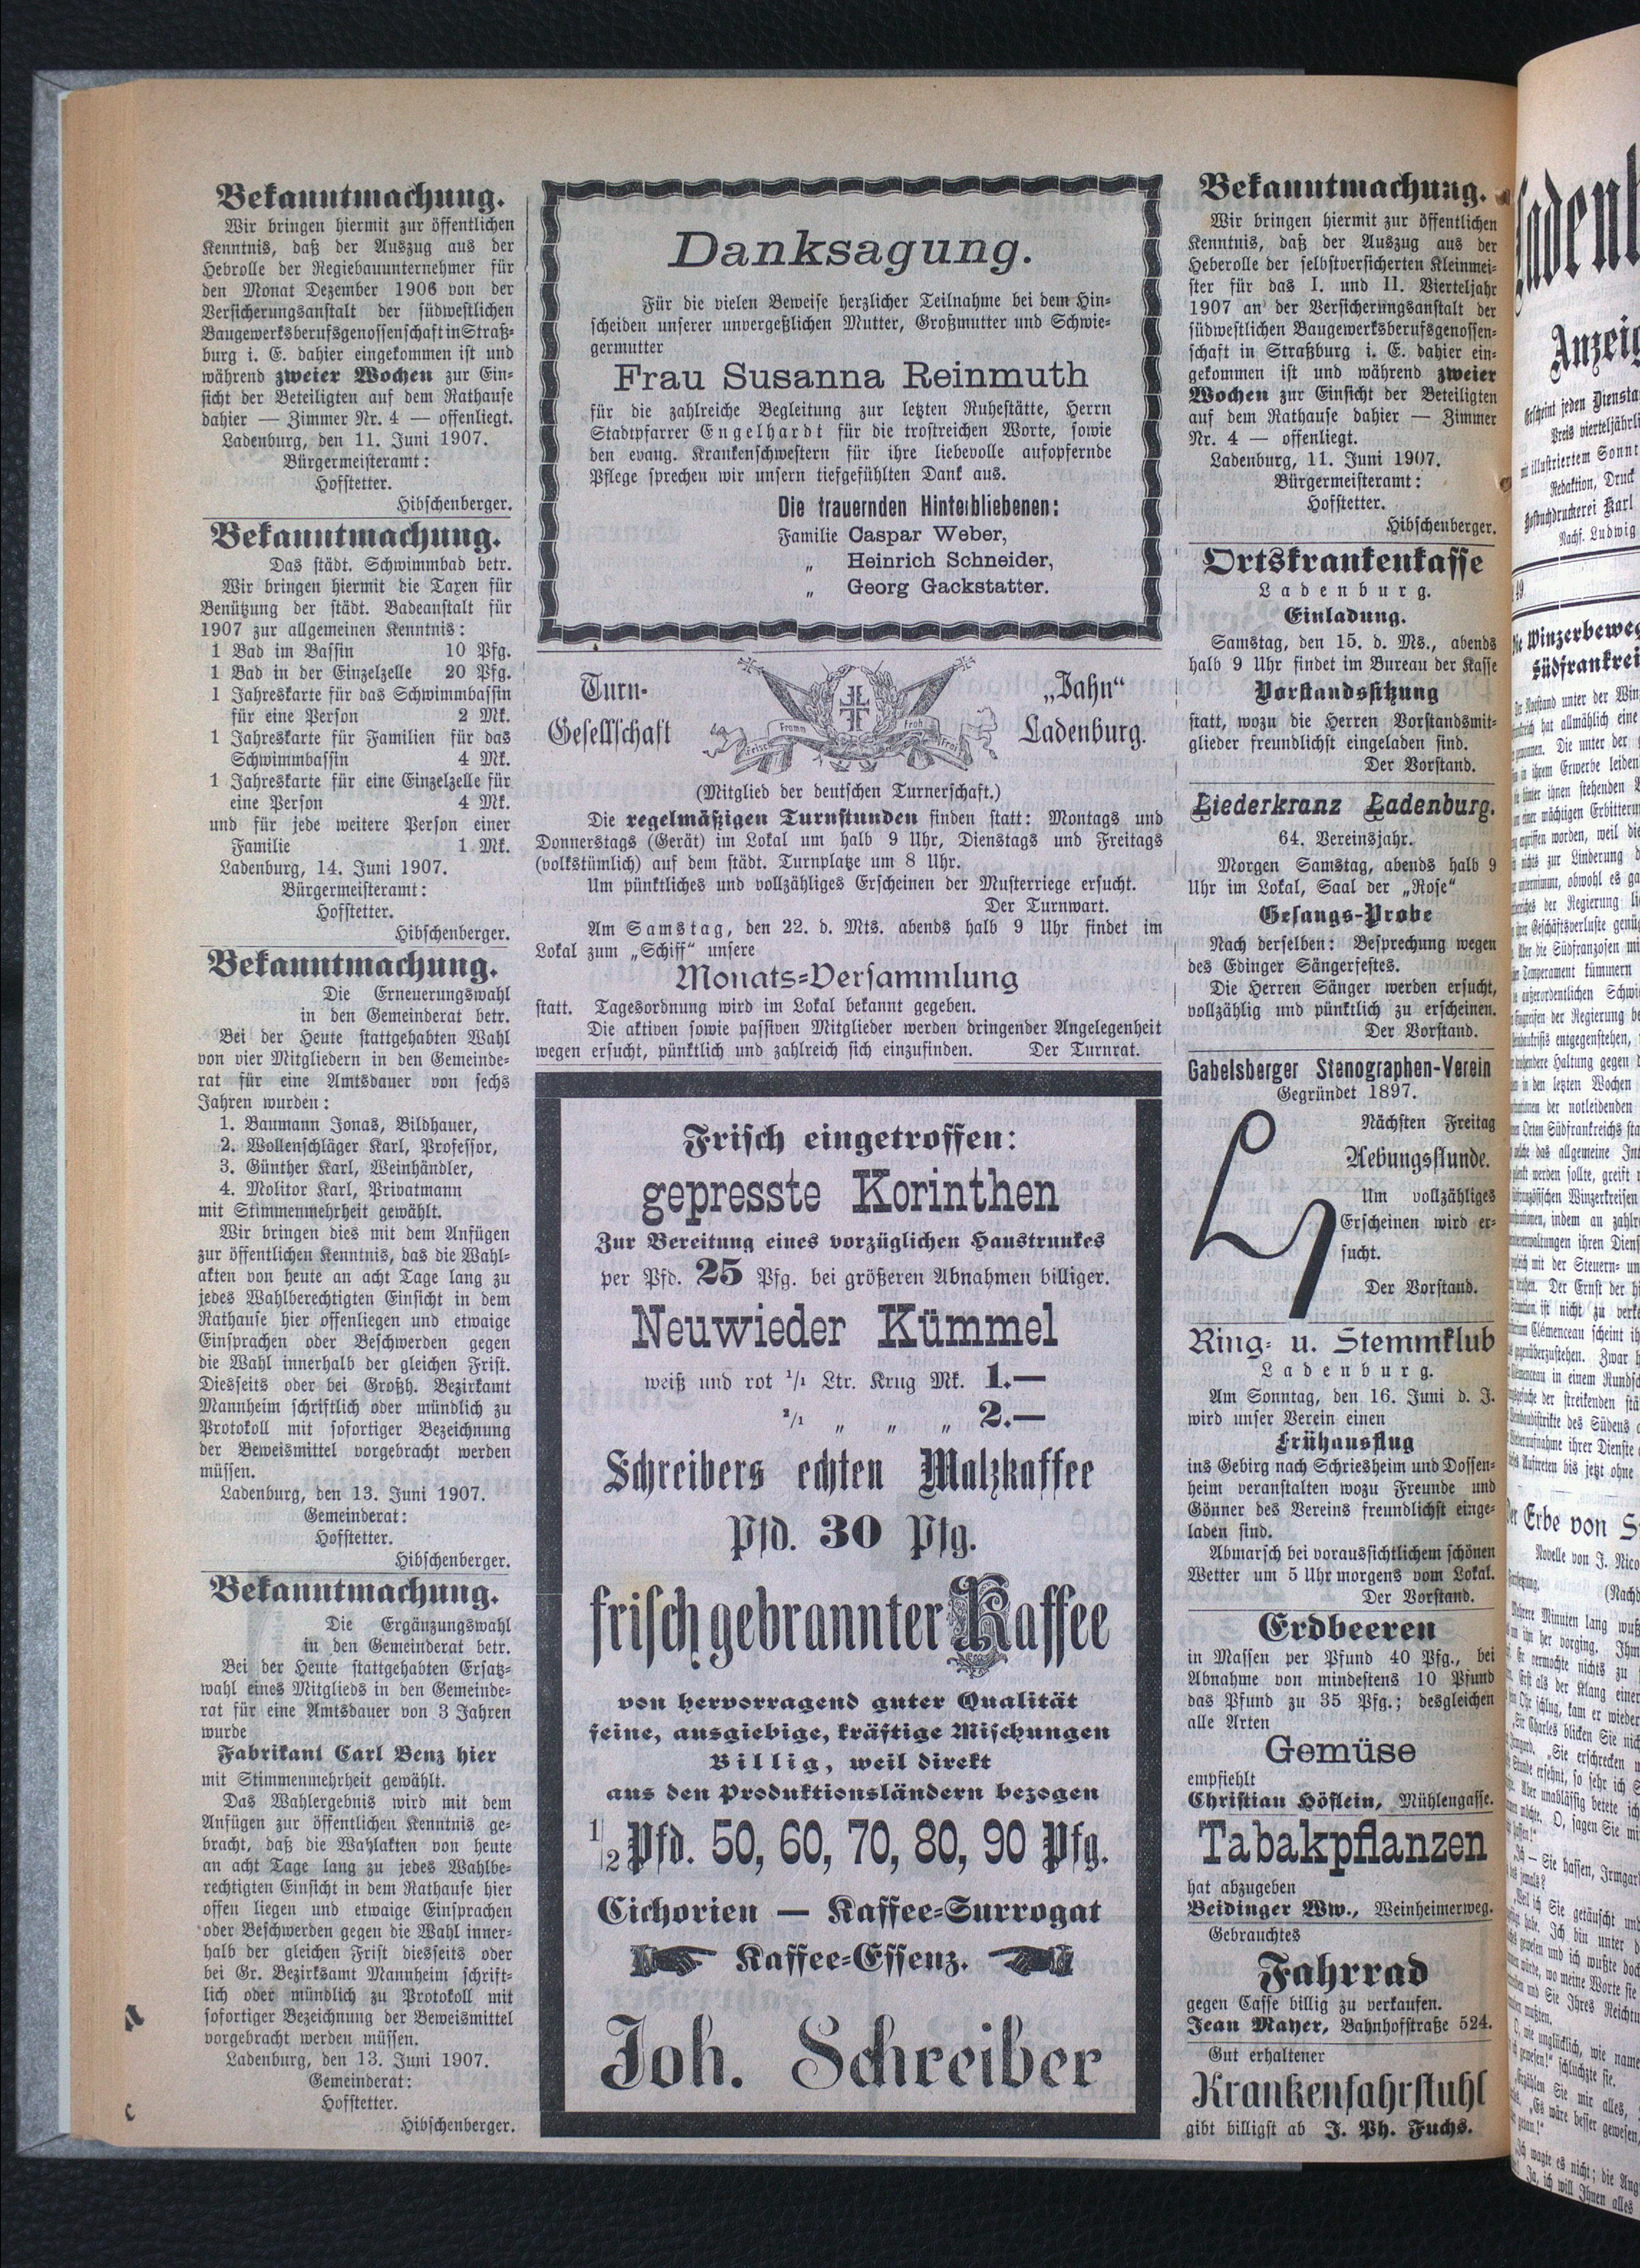 Bekanntmachung.
Wir bringen hiermit zur öffentlichen
Kenntnis, daß der Auszug aus der
Hebrolle der Regiebauunternehmer für
den Monat Dezember 1906 von der
Versicherungsanstalt der südwestlichen
Baugewerksberufsgenossenschaft in Straß-
burg i. E. dahier eingekommen ist und
während zweier Wochen zur Ein-
sicht der Beteiligten auf dem Rathause
dahier — Zimmer Nr. 4 — offenliegt.
Ladenburg, den 11. Juni 1907.
Bürgermeisteramt:
Hofstetter.
Hibschenberger.
Bekanntmachung.
Das städt. Schwimmbad betr.
Wir bringen hiermit die Taxen für
Benützung der städt. Badeanstalt für
1907 zur allgemeinen Kenntnis:
1 Bad im Bassin 10 Pfg.
1 Bad in der Einzelzelle 20 Pfg.
1 Jahreskarte für das Schwimmbassin
für eine Person 2 Mk.
1 Jahreskarte für Familien für das
Schwimmbassin 4 Mk.
1 Jahreskarte für eine Einzelzelle für
eine Person 4 Mk.
und für jede weitere Person einer
Familie 1 Mk.
Ladenburg, 14. Juni 1907.
Bürgermeisteramt:
Hofstetter.
Hibschenberger.
Bekanntmachung.
Die Erneuerungswahl
in den Gemeinderat betr.
Bei der Heute stattgehabten Wahl
von vier Mitgliedern in den Gemeinde-
rat für eine Amtsdauer von sechs
Jahren wurden:
1. Baumann Jonas, Bildhauer,
2. Wollenschläger Karl, Professor,
3. Günther Karl, Weinhändler,
4. Molitor Karl, Privatmann
mit Stimmenmehrheit gewählt.
Wir bringen dies mit dem Anfügen
zur öffentlichen Kenntnis, das die Wahl-
akten von heute an acht Tage lang zu
jedes Wahlberechtigten Einsicht in dem
Rathause hier offenliegen und etwaige
Einsprachen oder Beschwerden gegen
die Wahl innerhalb der gleichen Frist.
Diesseits oder bei Großh. Bezirkamt
Mannheim schriftlich oder mündlich zu
Protokoll mit sofortiger Bezeichnung
der Beweismittel vorgebracht werden
müssen.
Ladenburg, den 13. Juni 1907.
Gemeinderat:
Hofstetter.
Hibschenberger.
Bekanntmachung.
Die Ergänzungswahl
in den Gemeinderat betr.
Bei der Heute stattgehabten Ersatz-
wahl eines Mitglieds in den Gemeinde-
rat für eine Amtsdauer von 3 Jahren
wurde
Fabrikant Carl Benz hier
mit Stimmenmehrheit gewählt.
Das Wahlergebnis wird mit dem
Anfügen zur öffentlichen Kenntnis ge-
bracht, daß die Wahlakten von heute
an acht Tage lang zu jedes Wahlbe-
rechtigten Einsicht in dem Rathause hier
offen liegen und etwaige Einsprachen
oder Beschwerden gegen die Wahl inner-
halb der gleichen Frist diesseits oder
bei Gr. Bezirksamt Mannheim schrift-
lich oder mündlich zu Protokoll mit
sofortiger Bezeichnung der Beweismittel
vorgebracht werden müssen.
Ladenburg, den 13. Juni 1907.
Gemeinderat:
Hofstetter.
Hibschenberger.
Danksagung.
Für die vielen Beweise herzlicher Teilnahme bei dem Hin-
scheiden unserer unvergeßlichen Mutter, Großmutter und Schwie-
germutter
Frau Susanna Reinmuth
für die zahlreiche Begleitung zur letzten Ruhestätte, Herrn
Stadtpfarrer Engelhardt für die trostreichen Worte, sowie
den evang. Krankenschwestern für ihre liebevolle aufopfernde
Pflege sprechen wir unsern tiefgefühlten Dank aus.
Die trauernden Hinterbliebenen:
Familie Caspar Weber,
„ Heinrich Schneider,
„ Georg Gackstatter.
Turn- „Jahn“
Gesellschaft Ladenburg.
Frisch Fromm Froh Frei
(Mitglied der deutschen Turnerschaft.)
Die regelmäßigen Turnstunden finden statt: Montags und
Donnerstags (Gerät) im Lokal um halb 9 Uhr, Dienstags und Freitags
(volkstümlich) auf dem städt. Turnplatze um 8 Uhr.
Um pünktliches und vollzähliges Erscheinen der Musterriege ersucht.
Der Turnwart.
Am Samstag, den 22. d. Mts. abends halb 9 Uhr findet im
Lokal zum „Schiff“ unsere
Monats-Versammlung
statt. Tagesordnung wird im Lokal bekannt gegeben.
Die aktiven sowie passiven Mitglieder werden dringender Angelegenheit
wegen ersucht, pünktlich und zahlreich sich einzufinden. Der Turnrat.
Frisch eingetroffen:
gepresste Korinthen
Zur Bereitung eines vorzüglichen Haustrunkes
per Pfd. 25 Pfg. bei größeren Abnahmen billiger.
Neuwieder Kümmel
weiß und rot 1/1 Ltr. Krug Mk. 1.—
2/1 „ „ „ 2.—
Schreibers echten Malzkaffee
Pfd. 30 Pfg.
frisch gebrannter Kaffee
von hervorragend guter Qualität
feine, ausgiebige, kräftige Mischungen
Billig, weil direkt
aus den Produktionsländern bezogen
1/2 Pfd. 50, 60, 70, 80, 90 Pfg.
Cichorien — Kaffee-Surrogat
Kaffee-Essenz.
Joh. Schreiber
Bekanntmachung.
Wir bringen hiermit zur öffentlichen
Kenntnis, daß der Auszug aus der
Heberolle der selbstversicherten Kleinmei-
ster für das I. und II. Vierteljahr
1907 an der Versicherungsanstalt der
südwestlichen Baugewerksberufsgenossen-
schaft in Straßburg i. E. dahier ein-
gekommen ist und während zweier
Wochen zur Einsicht der Beteiligten
auf dem Rathause dahier — Zimmer
Nr. 4 — offenliegt.
Ladenburg, 11. Juni 1907.
Bürgermeisteramt:
Hofstetter.
Hibschenberger.
Ortskrankenkasse
Ladenburg.
Einladung.
Samstag, den 15. d. Ms., abends
halb 9 Uhr findet im Bureau der Kasse
Vorstandssitzung
statt, wozu die Herren Vorstandsmit-
glieder freundlichst eingeladen sind.
Der Vorstand.
Liederkranz Ladenburg.
64. Vereinsjahr.
Morgen Samstag, abends halb 9
Uhr im Lokal, Saal der „Rose“
Gesangs-Probe
Nach derselben: Besprechung wegen
des Edinger Sängerfestes.
Die Herren Sänger werden ersucht,
vollzählig und pünktlich zu erscheinen.
Der Vorstand.
Gabelsberger Stenographen-Verein
Gegründet 1897.
Nächsten Freitag
Uebungsstunde.
Um vollzähliges
Erscheinen wird er-
sucht.
Der Vorstand.
Ring- u. Stemmklub
Ladenburg.
Am Sonntag, den 16. Juni d. J.
wird unser Verein einen
Frühausflug
ins Gebirg nach Schriesheim und Dossen-
heim veranstalten wozu Freunde und
Gönner des Vereins freundlichst einge-
laden sind.
Abmarsch bei voraussichtlichem schönen
Wetter um 5 Uhr morgens vom Lokal.
Der Vorstand.
Erdbeeren
in Massen per Pfund 40 Pfg., bei
Abnahme von mindestens 10 Pfund
das Pfund zu 35 Pfg.; desgleichen
alle Arten
Gemüse
empfiehlt
Christian Höflein, Mühlengasse.
Tabakpflanzen
hat abzugeben
Beidinger Ww., Weinheimerweg.
Gebrauchtes
Fahrrad
gegen Casse billig zu verkaufen.
Jean Mayer, Bahnhofstraße 524.
Gut erhaltener
Krankenfahrstuhl
gibt billigst ab J. Ph. Fuchs.
Erscheint jeden
Preis
Redaktion, Druck
Karl
Nachf. Ludwig
Erbe von
Novelle von J.